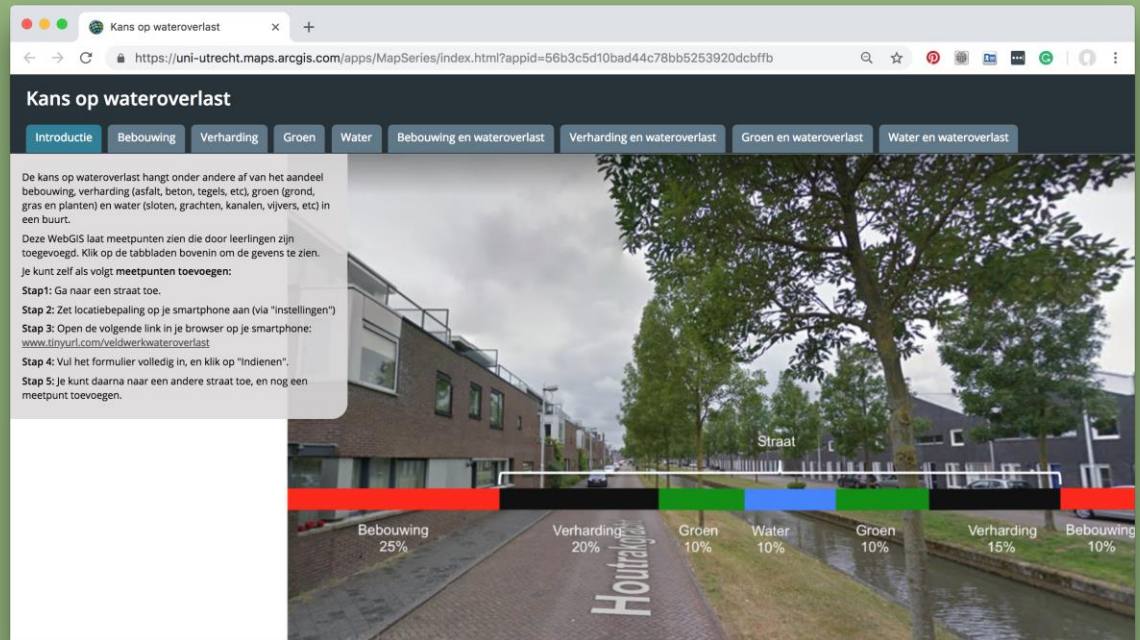 Kans op wateroverlast
https://uni-utrecht.maps.arcgis.com/apps/MapSeries/index.html?appid=56b3c5d10bad44c78bb5253920dcbffb
Kans op wateroverlast
Introductie Bebouwing Verharding Groen Water Bebouwing en wateroverlast Verharding en wateroverlast Groen en wateroverlast Water en wateroverlast
De kans op wateroverlast hangt onder andere af van het aandeel
bebouwing, verharding (asfalt, beton, tegels, etc), groen (grond,
gras en planten) en water (sloten, grachten, kanalen, vijvers, etc) in
een buurt.
Deze WebGIS laat meetpunten zien die door leerlingen zijn
toegevoegd. Klik op de tabbladen bovenin om de gevens te zien.
Je kunt zelf als volgt meetpunten toevoegen:
Stap1: Ga naar een straat toe.
Stap 2: Zet locatiebepaling op je smartphone aan (via "instellingen")
Stap 3: Open de volgende link in je browser op je smartphone:
www.tinyurl.com/veldwerkwateroverlast
Stap 4: Vul het formulier volledig in, en klik op "Indienen".
Stap 5: Je kunt daarna naar een andere straat toe, en nog een
meetpunt toevoegen.
Straat
Bebouwing Verharding Groen Water Groen Verharding Bebouwing
25% 20% 10% 10% 10% 15% 10%
Houtrakgracht